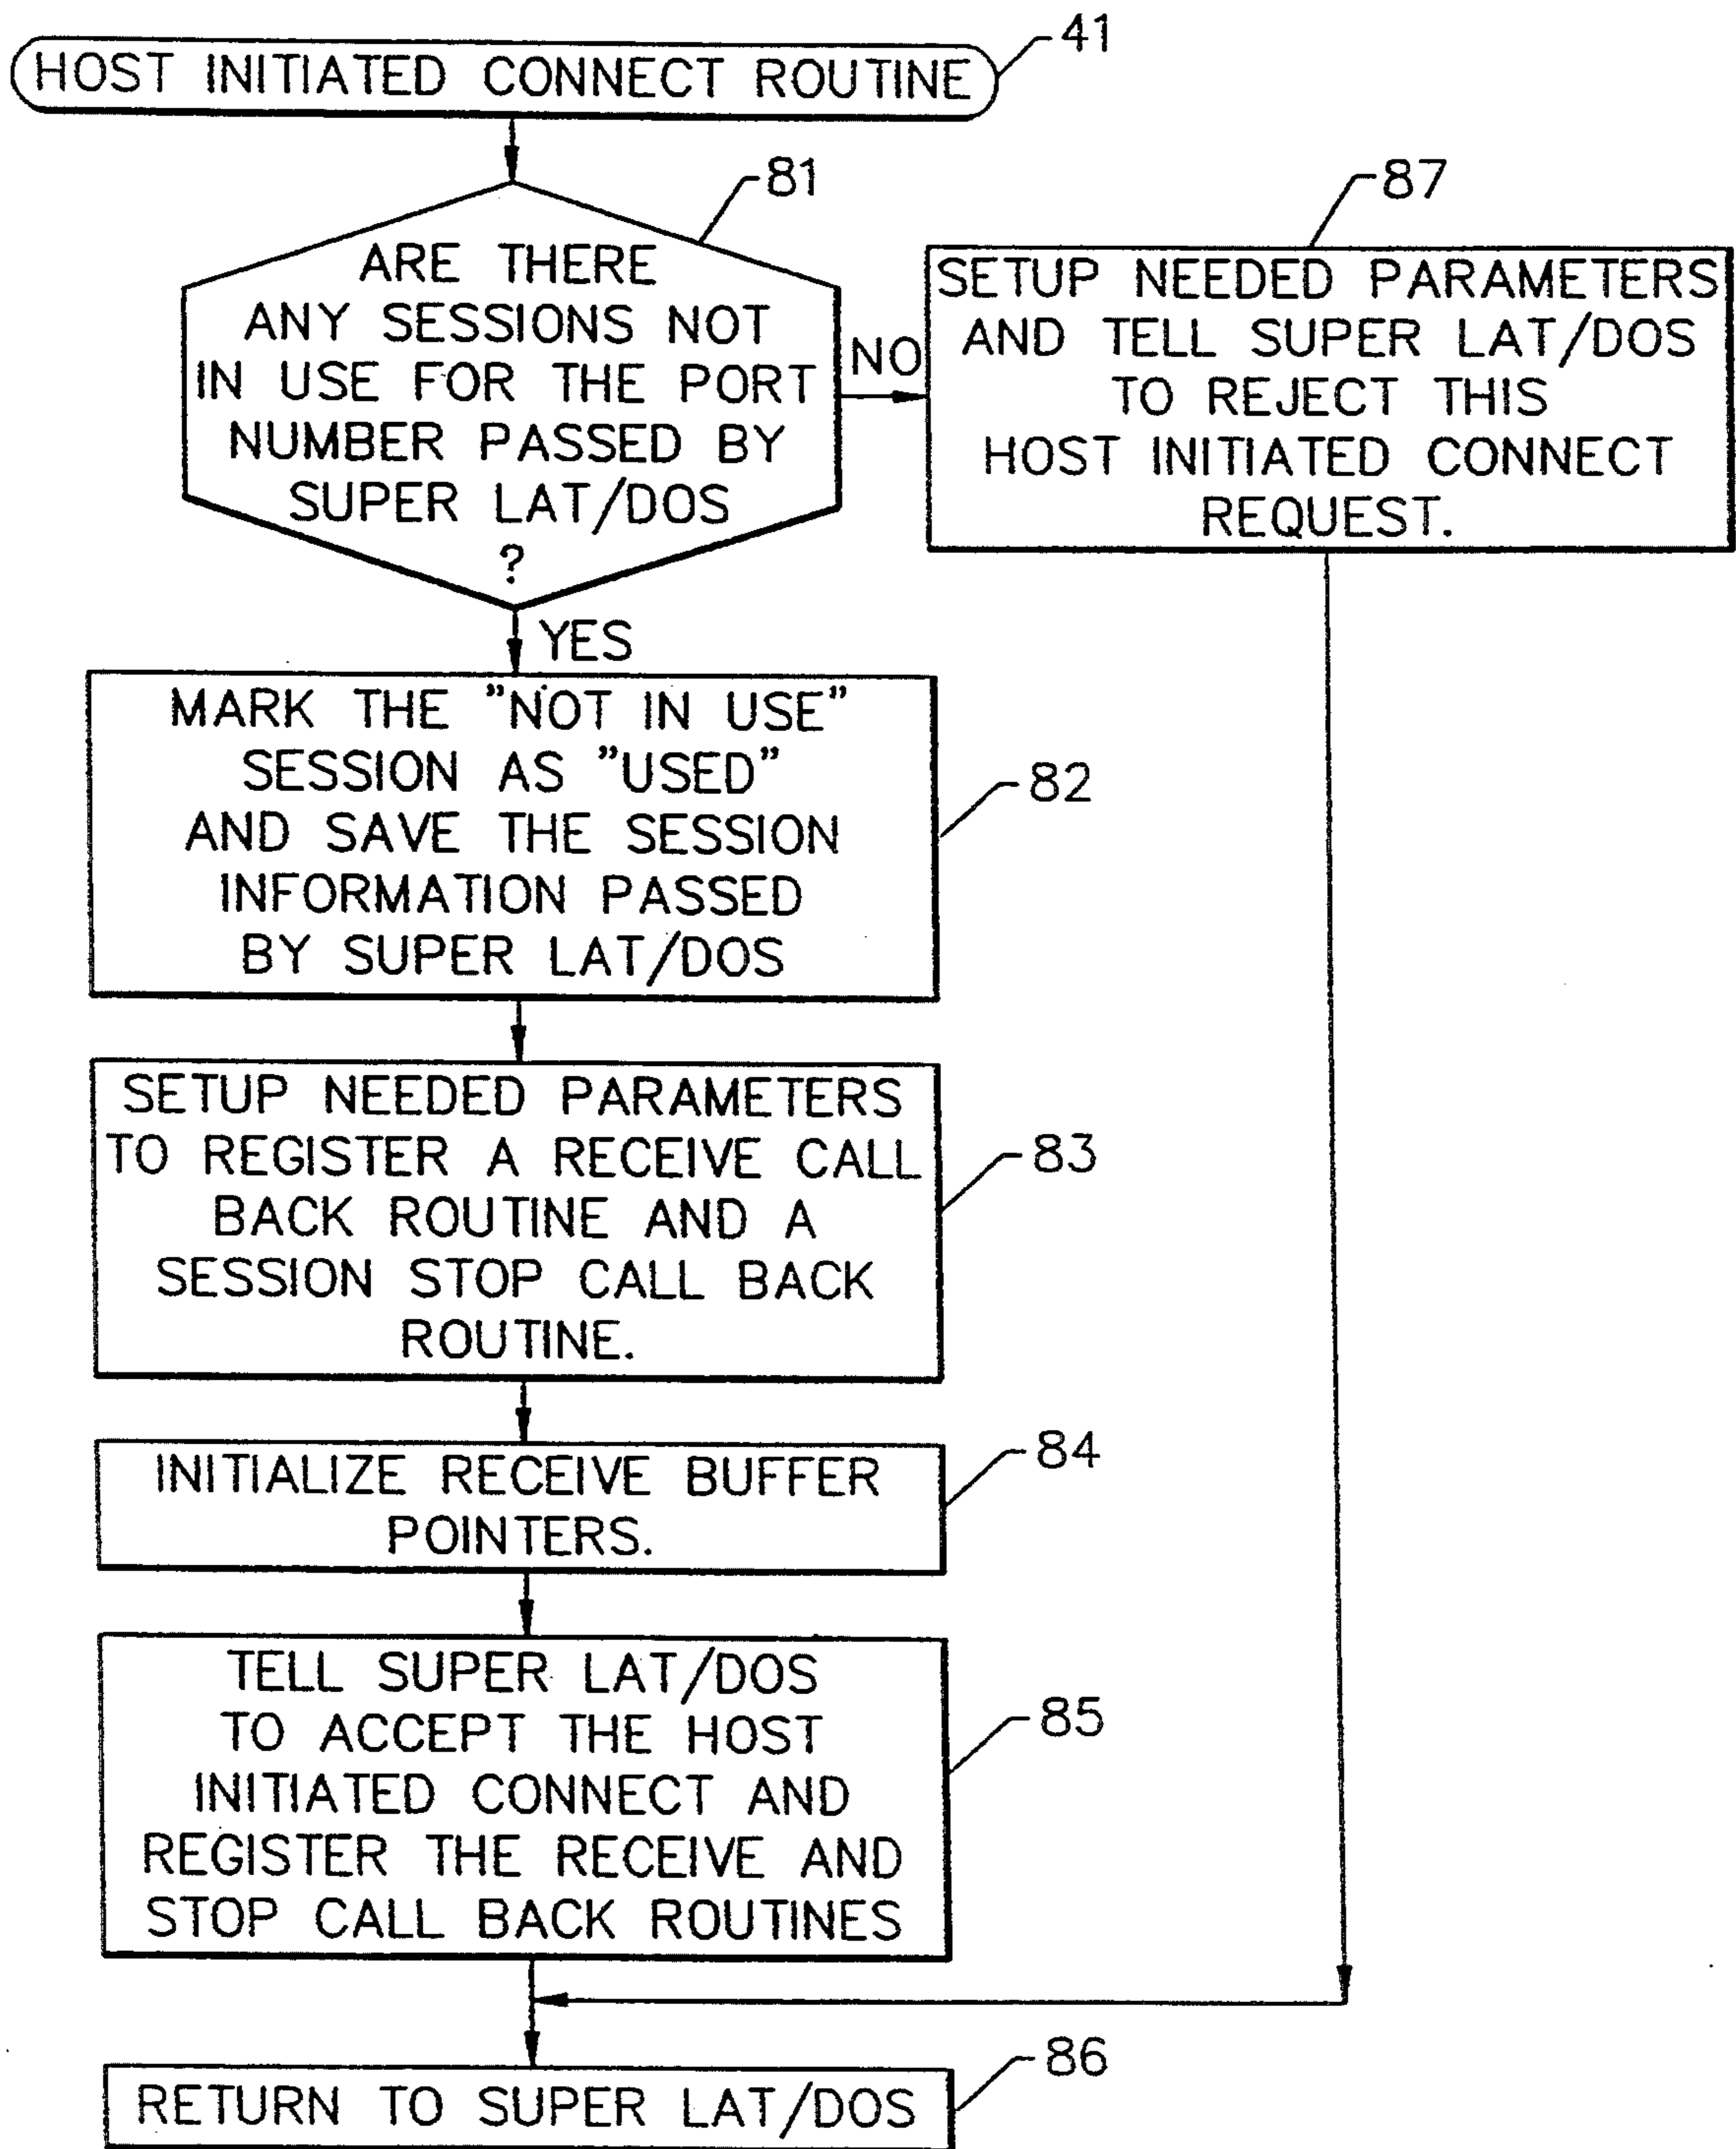 HOST INITIATED CONNECT ROUTINE
41
81
ARE THERE
ANY SESSIONS NOT
IN USE FOR THE PORT
NUMBER PASSED BY
SUPER LAT/DOS
?
NO
87
SETUP NEEDED PARAMETERS
AND TELL SUPER LAT/DOS
TO REJECT THIS
HOST INITIATED CONNECT
REQUEST.
YES
MARK THE "NOT IN USE"
SESSION AS "USED"
AND SAVE THE SESSION
INFORMATION PASSED
BY SUPER LAT/DOS
82
SETUP NEEDED PARAMETERS
TO REGISTER A RECEIVE CALL
BACK ROUTINE AND A
SESSION STOP CALL BACK
ROUTINE.
83
INITIALIZE RECEIVE BUFFER
POINTERS.
84
TELL SUPER LAT/DOS
TO ACCEPT THE HOST
INITIATED CONNECT AND
REGISTER THE RECEIVE AND
STOP CALL BACK ROUTINES
85
RETURN TO SUPER LAT/DOS
86